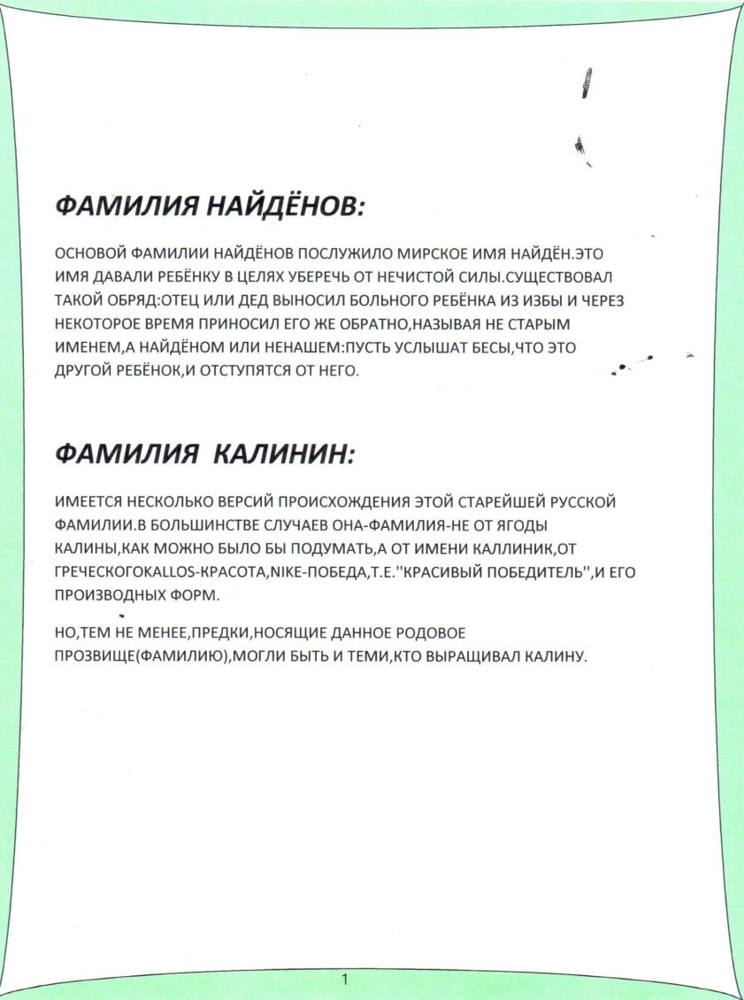 ФАМИЛИЯ НАЙДЁНОВ:
ОСНОВОЙ ФАМИЛИИ НАЙДЁНОВ ПОСЛУЖИЛО МИРСКОЕ ИМЯ НАЙДЁН.ЭТО
ИМЯ ДАВАЛИ РЕБЁНКУ В ЦЕЛЯХ УБЕРЕЧЬ ОТ НЕЧИСТОЙ СИЛЫ.СУЩЕСТВОВАЛ
ТАКОЙ ОБРЯД:ОТЕЦ ИЛИ ДЕД ВЫНОСИЛ БОЛЬНОГО РЕБЁНКА ИЗ ИЗБЫ И ЧЕРЕЗ
НЕКОТОРОЕ ВРЕМЯ ПРИНОСИЛ ЕГО ЖЕ ОБРАТНО,НАЗЫВАЯ НЕ СТАРЫМ
ИМЕНЕМ,А НАЙДЁНОМ ИЛИ НЕНАШЕМ:ПУСТЬ УСЛЫШАТ БЕСЫ,ЧТО ЭТО
ДРУГОЙ РЕБЁНОК,И ОТСТУПЯТСЯ ОТ НЕГО.
ФАМИЛИЯ КАЛИНИН:
ИМЕЕТСЯ НЕСКОЛЬКО ВЕРСИЙ ПРОИСХОЖДЕНИЯ ЭТОЙ СТАРЕЙШЕЙ РУССКОЙ
ФАМИЛИИ.В БОЛЬШИНСТВЕ СЛУЧАЕВ ОНА-ФАМИЛИЯ-НЕ ОТ ЯГОДЫ
КАЛИНЫ,КАК МОЖНО БЫЛО БЫ ПОДУМАТЬ,А ОТ ИМЕНИ КАЛЛИНИК,ОТ
ГРЕЧЕСКОГОKALLOS-КРАСОТА,NIKE-ПОБЕДА,Т.Е."КРАСИВЫЙ ПОБЕДИТЕЛЬ",И ЕГО
ПРОИЗВОДНЫХ ФОРМ.
НО,ТЕМ НЕ МЕНЕЕ,ПРЕДКИ,НОСЯЩИЕ ДАННОЕ РОДОВОЕ
ПРОЗВИЩЕ(ФАМИЛИЮ),МОГЛИ БЫТЬ И ТЕМИ,КТО ВЫРАЩИВАЛ КАЛИНУ.
1